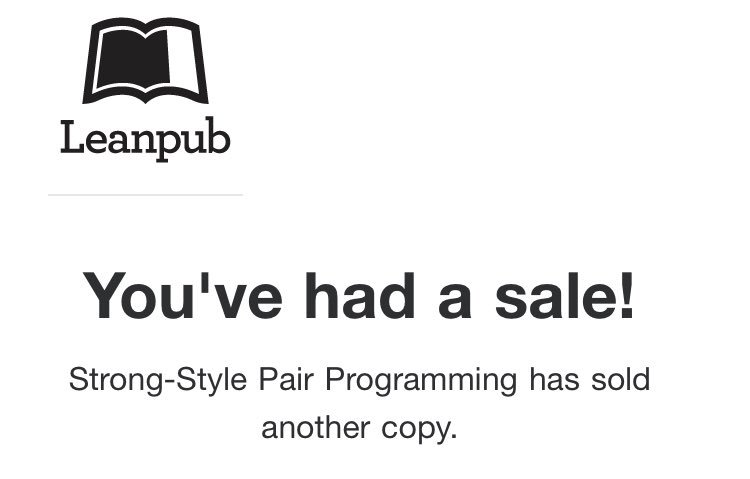 Leanpub
You've had a sale!
Strong-Style Pair Programming has sold
another copy.